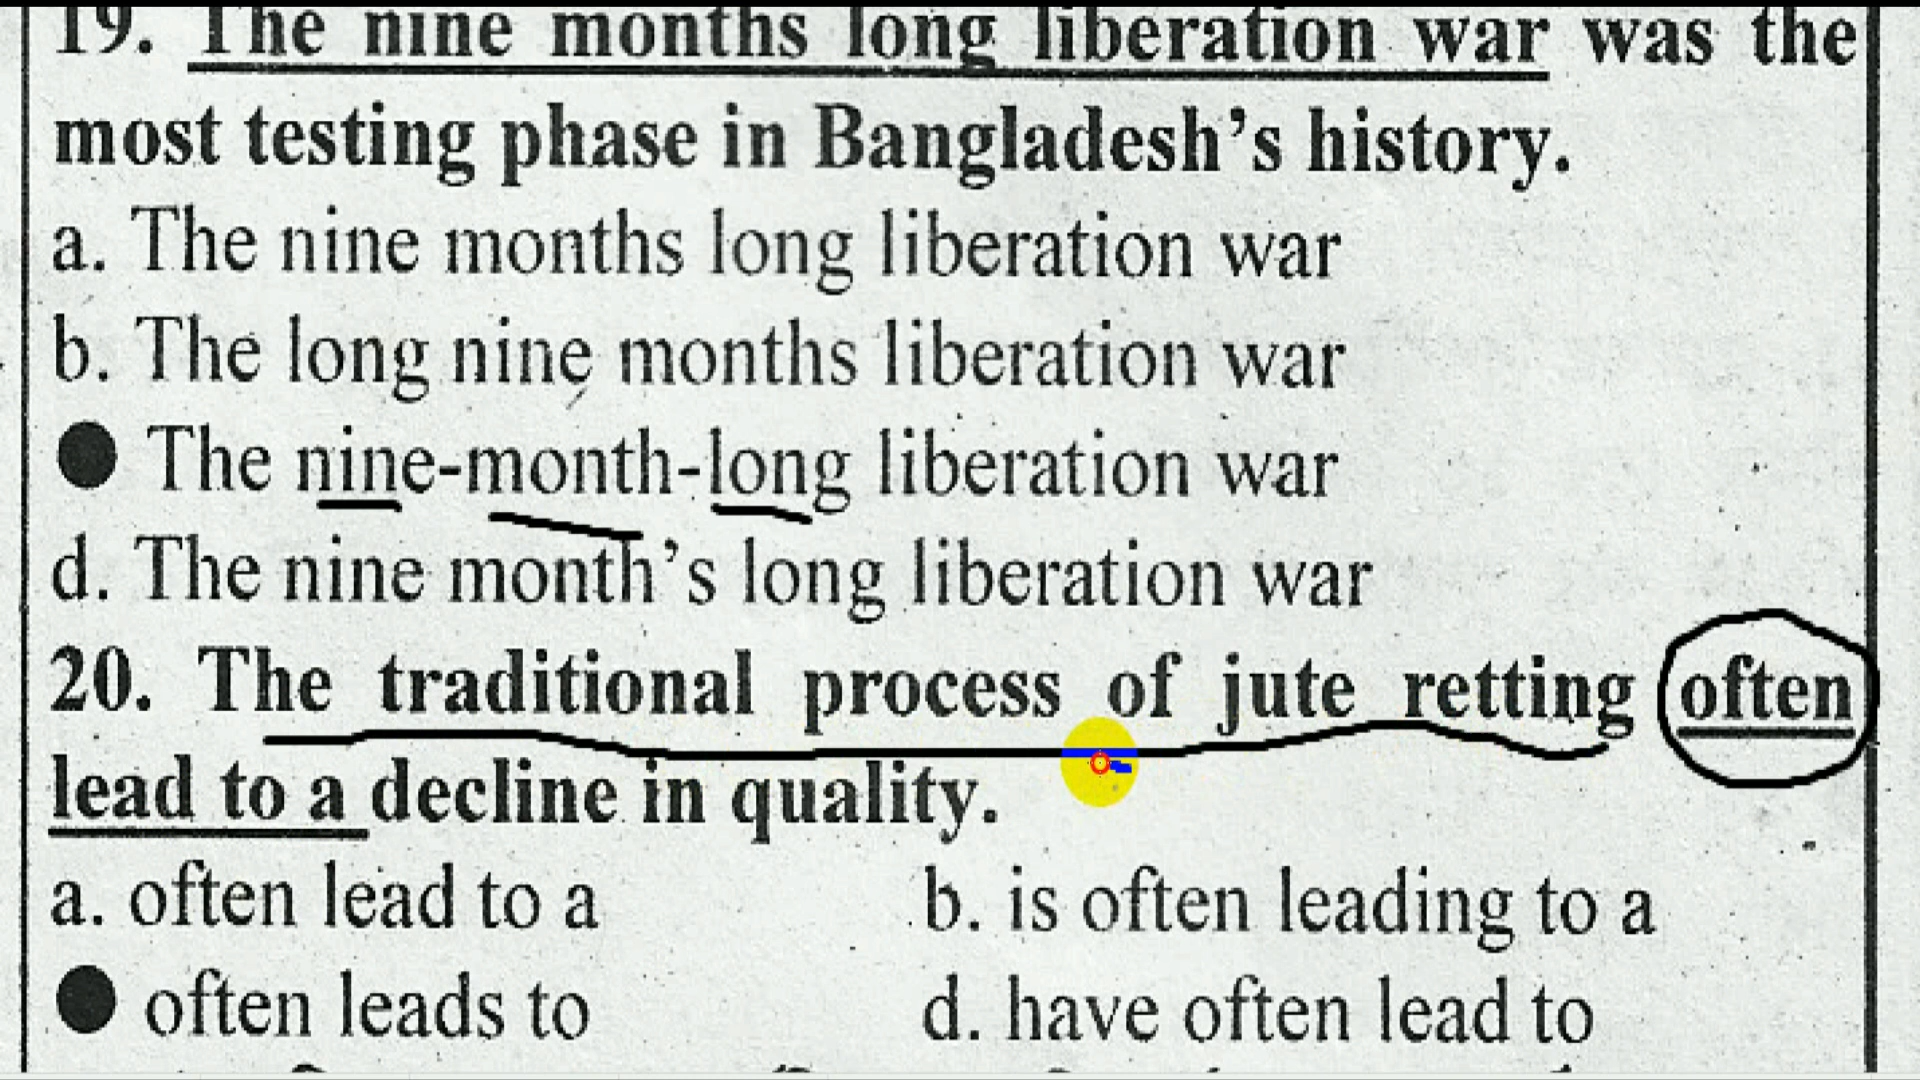 19. The nine months long liberation war was the
most testing phase in Bangladesh’s history.
a. The nine months long liberation war
b. The long nine months liberation war
● The nine-month-long liberation war
d. The nine month’s long liberation war
20. The traditional process of jute retting often
lead to a decline in quality.
a. often lead to a
b. is often leading to a
● often leads to
d. have often lead to